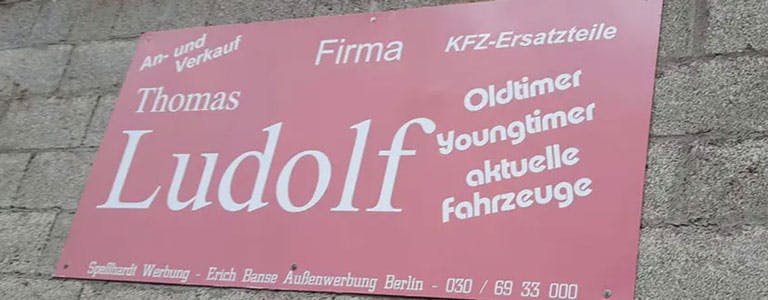 An- und
Verkauf
Firma
KFZ-Ersatzteile
Thomas
Ludolf
Oldtimer
Youngtimer
aktuelle
Fahrzeuge
Spellhardt Werbung - Erich Banse Außenwerbung Berlin - 030 / 69 33 000